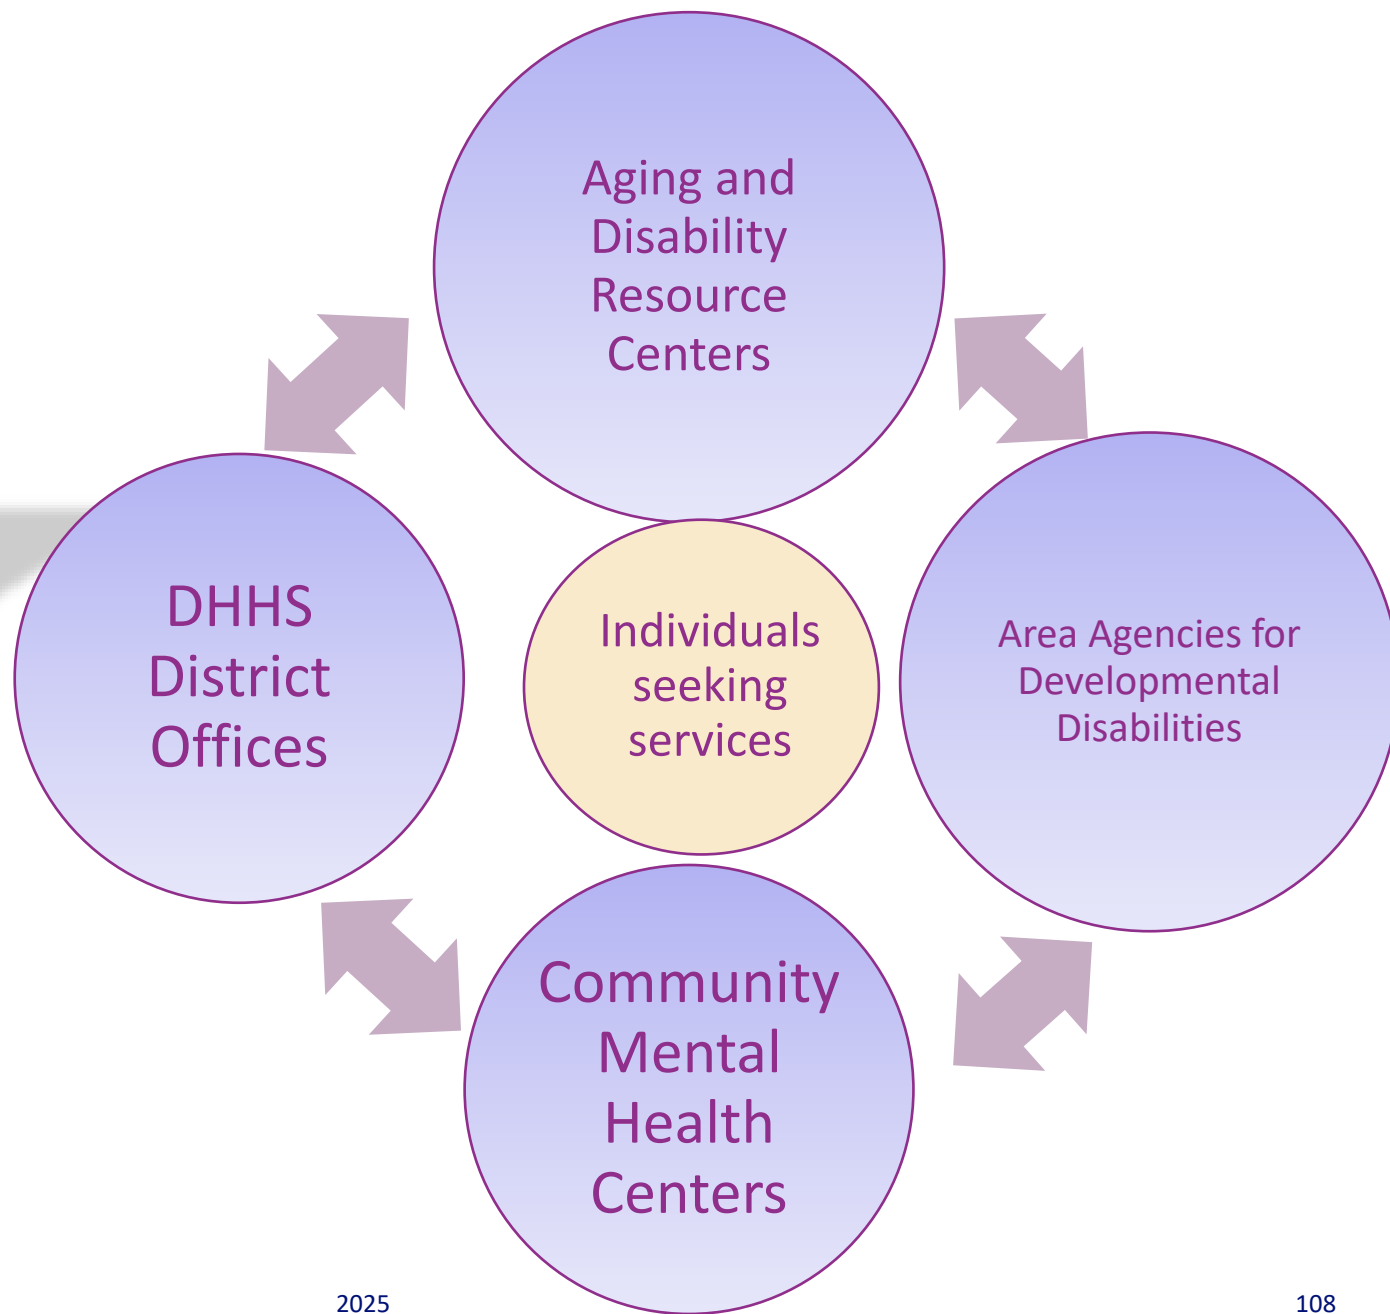 Aging and
Disability
Resource
Centers
DHHS
District
Offices
Individuals
seeking
services
Area Agencies for
Developmental
Disabilities
Community
Mental
Health
Centers
2025
108